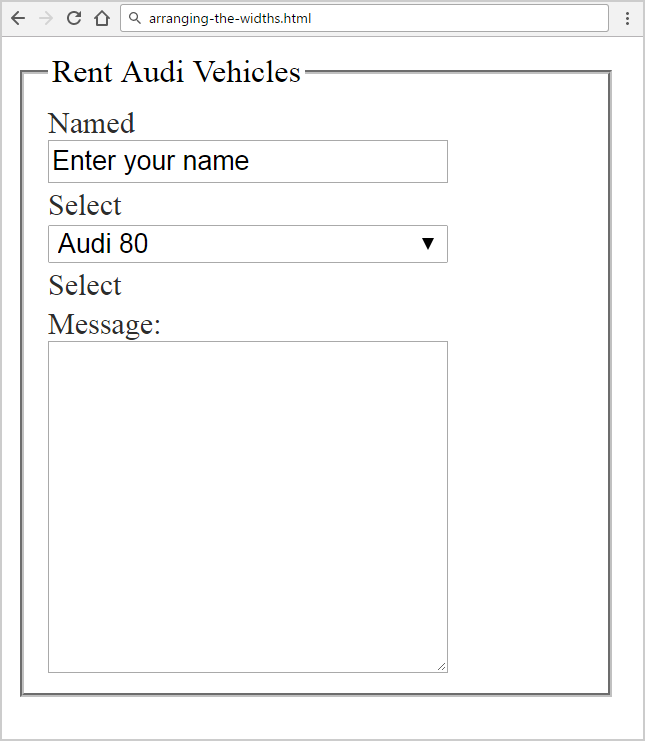 arranging-the-widths.html
Rent Audi Vehicles
Named
Enter your name
Select
Audi 80
Select
Message: